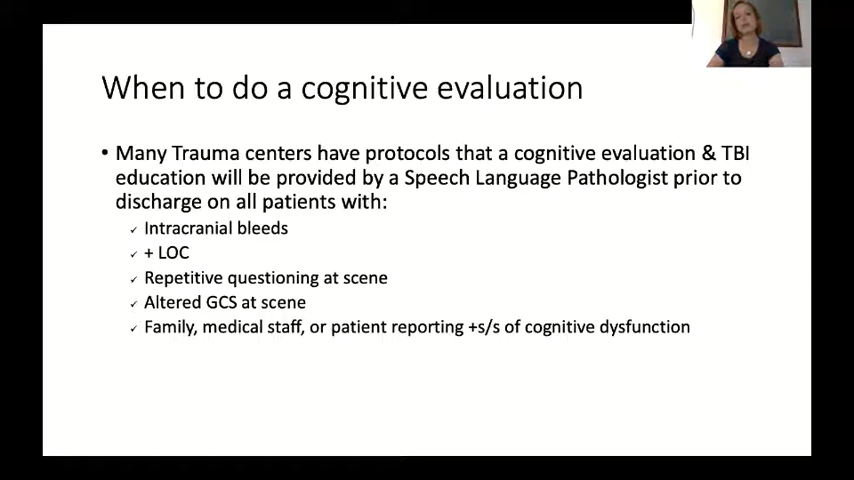 When to do a cognitive evaluation
• Many Trauma centers have protocols that a cognitive evaluation & TBI
education will be provided by a Speech Language Pathologist prior to
discharge on all patients with:
✓ Intracranial bleeds
✓ + LOC
✓ Repetitive questioning at scene
✓ Altered GCS at scene
✓ Family, medical staff, or patient reporting +s/s of cognitive dysfunction